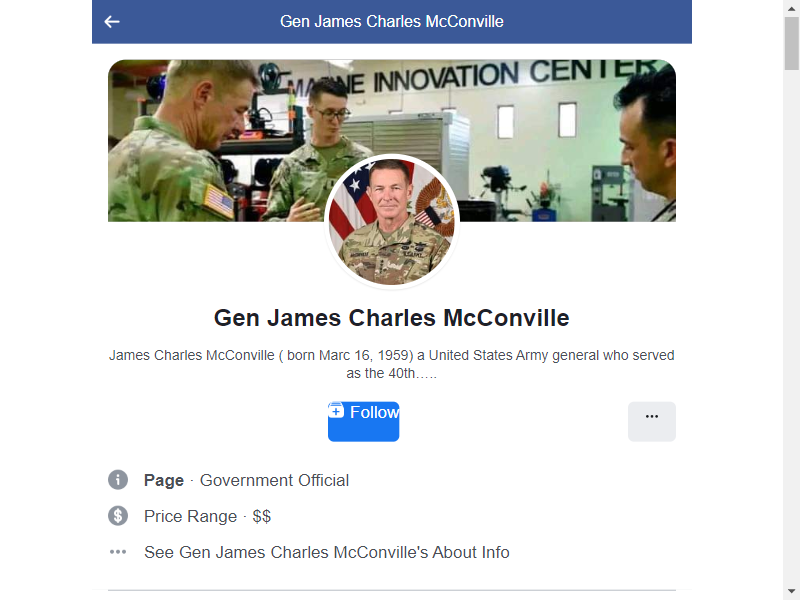 Gen James Charles McConville
MARINE INNOVATION CENTER
Gen James Charles McConville
James Charles McConville ( born Marc 16, 1959) a United States Army general who served
as the 40th…..
Follow
Page · Government Official
Price Range · $$
See Gen James Charles McConville's About Info